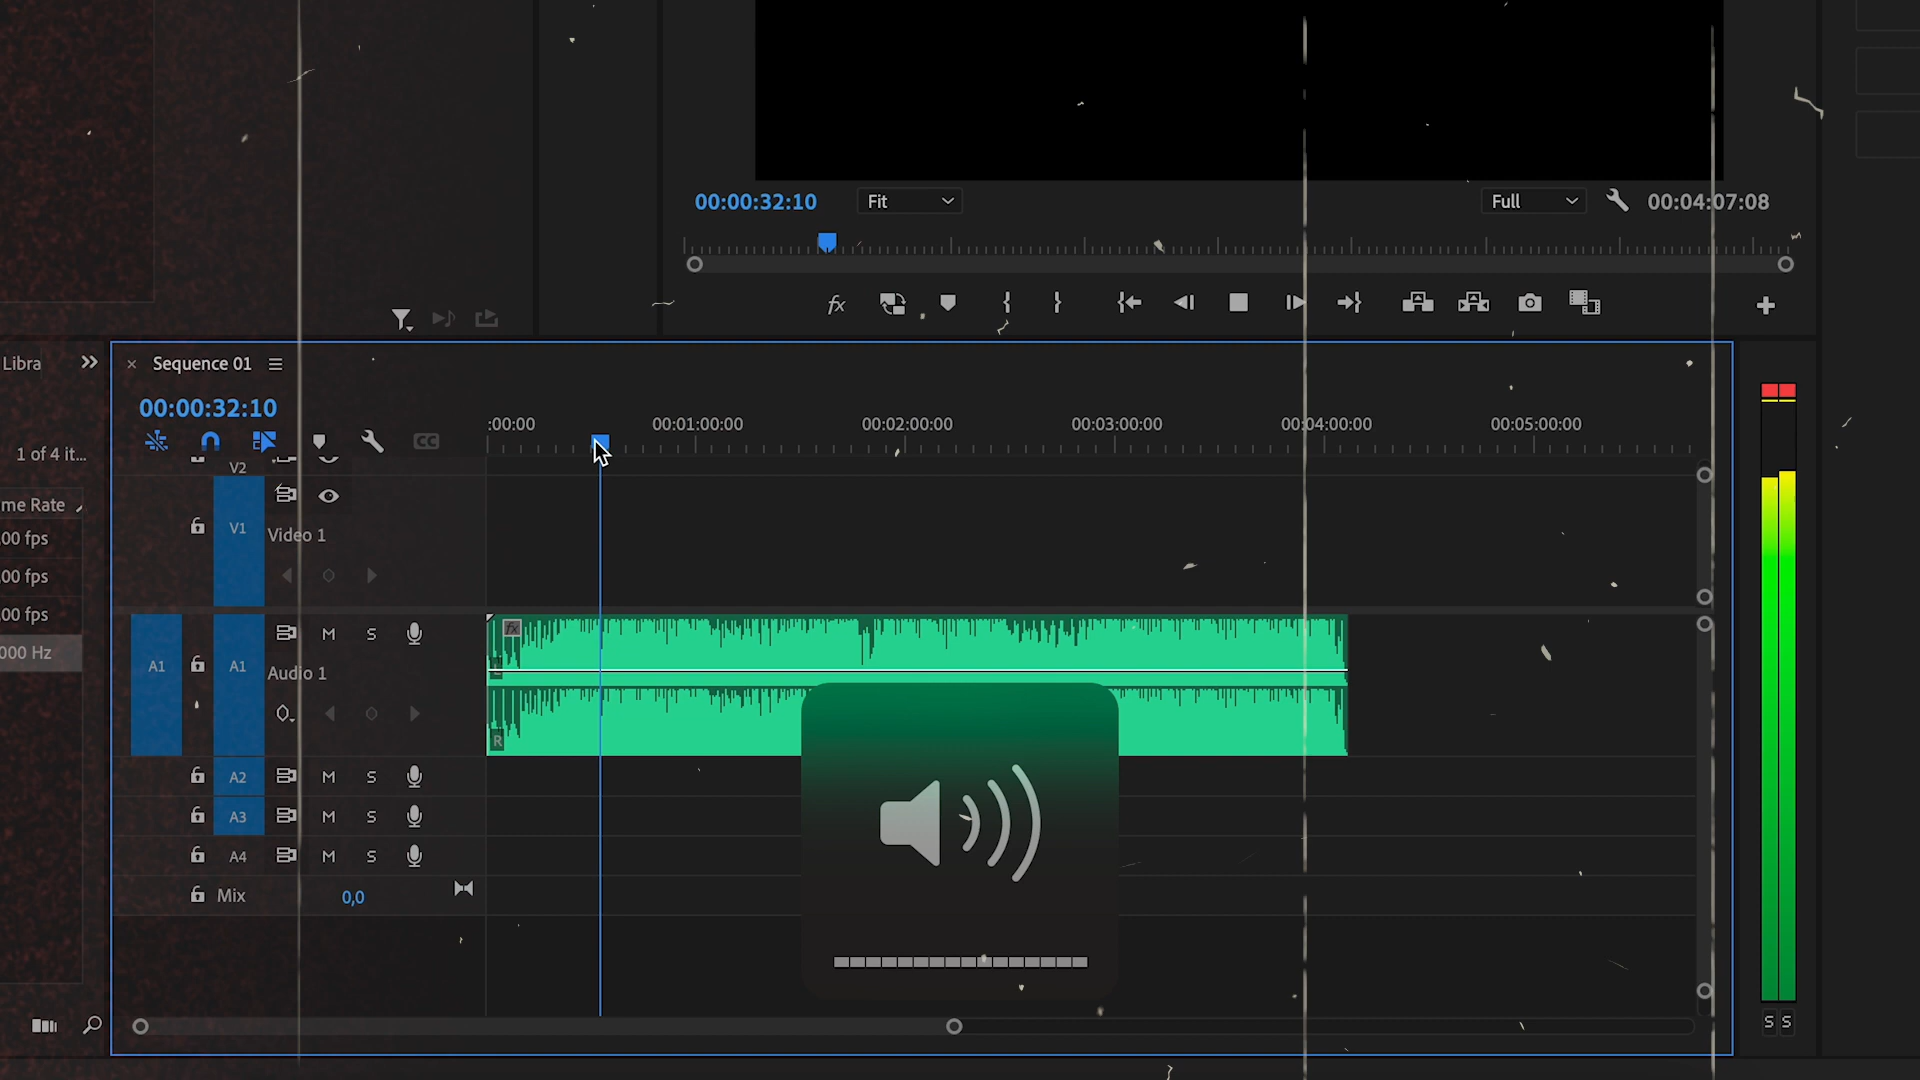 00:00:32:10
Fit
Full
00:04:07:08
fx
Libra
Sequence 01
00:00:32:10
:00:00
00:01:00:00
00:02:00:00
00:03:00:00
00:04:00:00
00:05:00:00
CC
1 of 4 it...
V2
me Rate
00 fps
V1
Video 1
00 fps
00 fps
000 Hz
M
S
fx
A1
A1
Audio 1
L
R
A2
M
S
A3
M
S
A4
M
S
Mix
0,0
S S